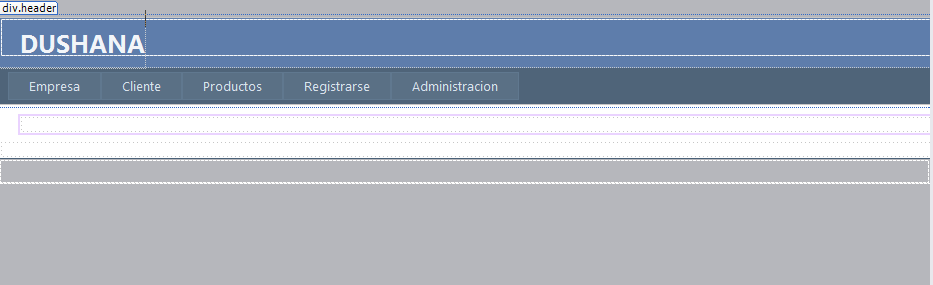 div.header
DUSHANA
Empresa Cliente Productos Registrarse Administracion